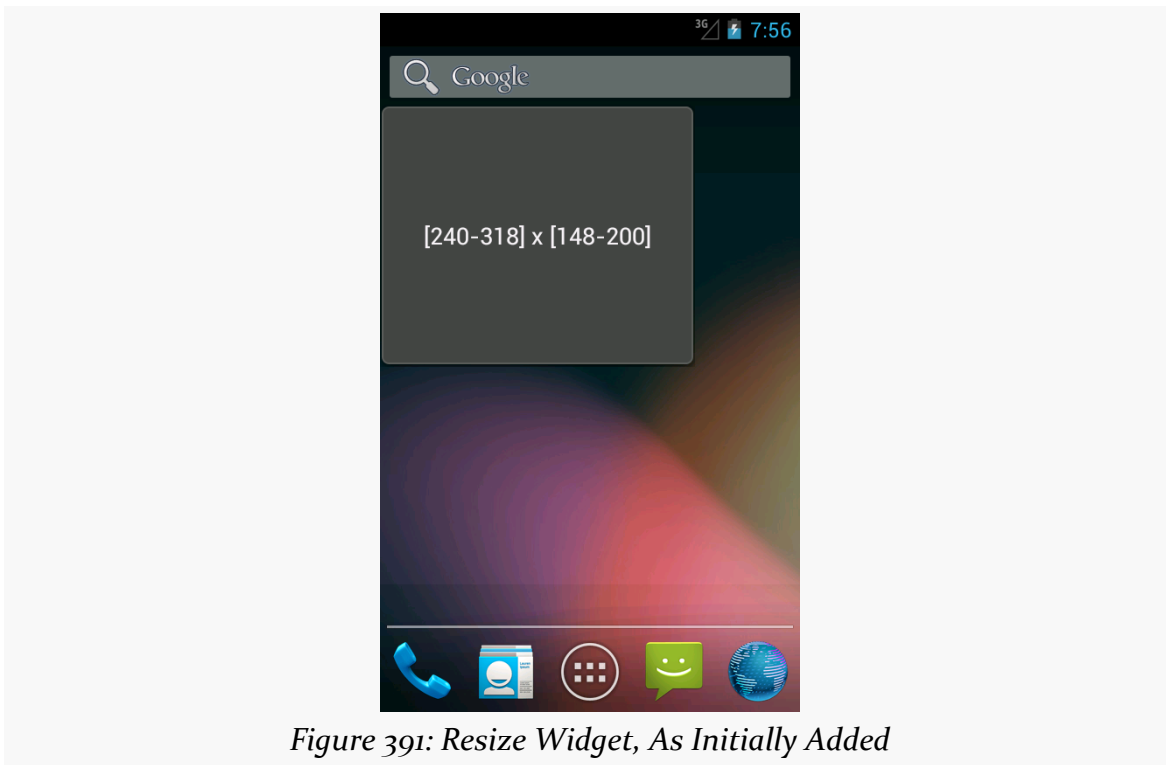 3G 7:56
Google
[240-318] x [148-200]
Figure 391: Resize Widget, As Initially Added